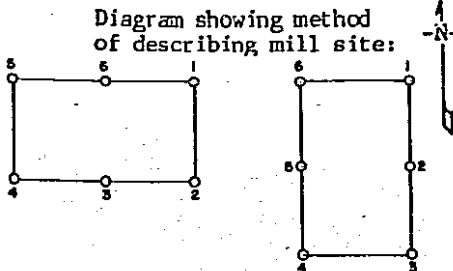 Diagram showing method
of describing mill site:
-N-
5 6 1
4 3 2
6 1
5 2
4 3